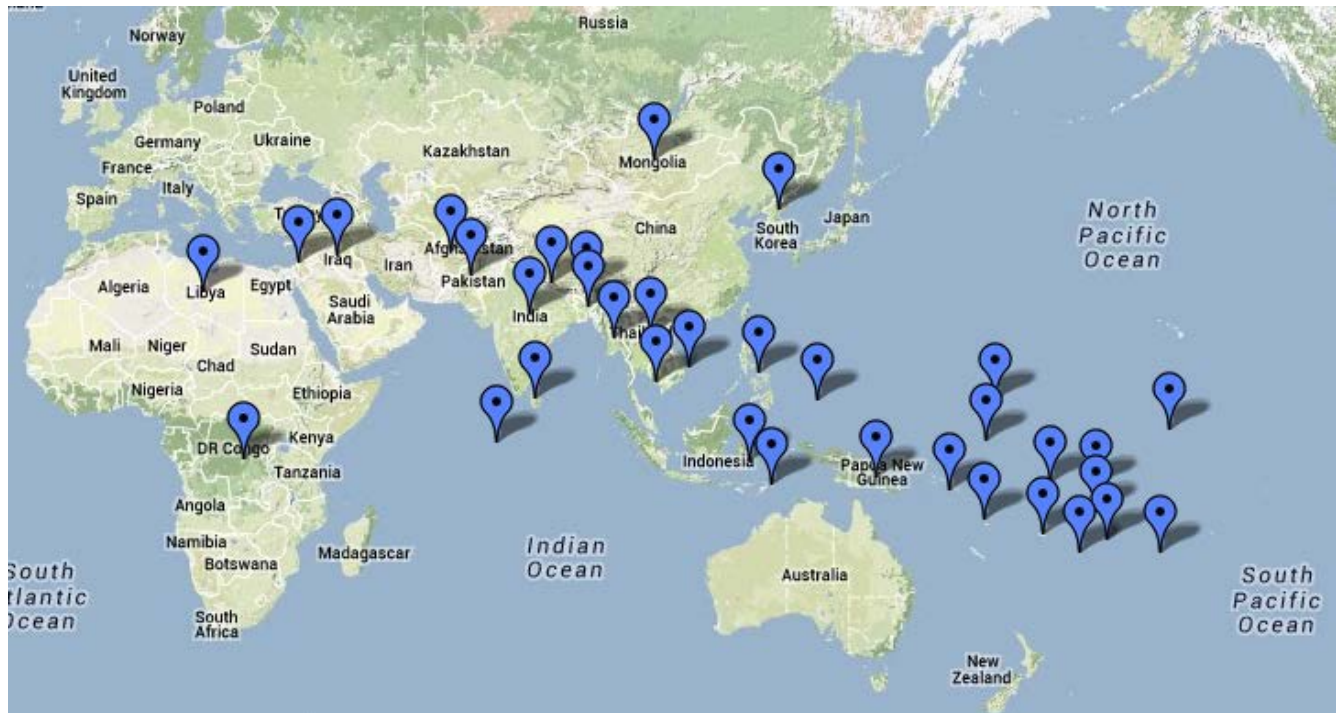 Russia
Norway
United
Kingdom
Poland
Germany
Ukraine
Kazakhstan
Mongolia
France
Italy
Spain
China
South
Korea
Japan
North
Pacific
Ocean
Iraq
Iran
Pakistan
Algeria
Libya
Egypt
Saudi
Arabia
India
Mali
Niger
Sudan
Chad
Nigeria
Ethiopia
DR Congo
Kenya
Tanzania
Indonesia
Papua New
Guinea
Angola
Namibia
Botswana
Madagascar
Indian
Ocean
Australia
South
Pacific
Ocean
South
Africa
New
Zealand